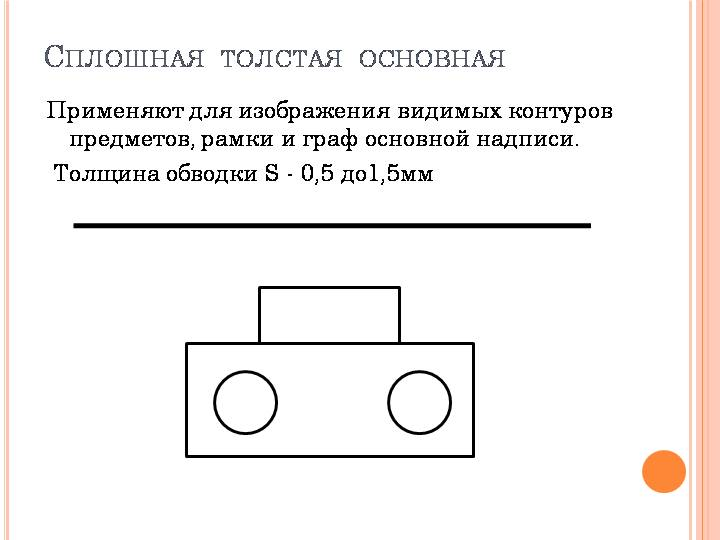 Сплошная толстая основная
Применяют для изображения видимых контуров
предметов, рамки и граф основной надписи.
Толщина обводки S - 0,5 до1,5мм